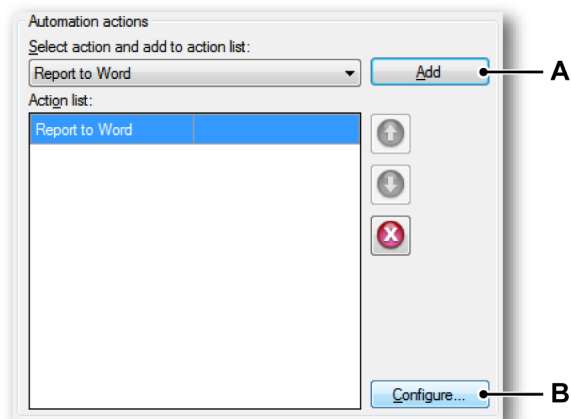 Automation actions
Select action and add to action list:
Report to Word Add A
Action list:
Report to Word
Configure... B